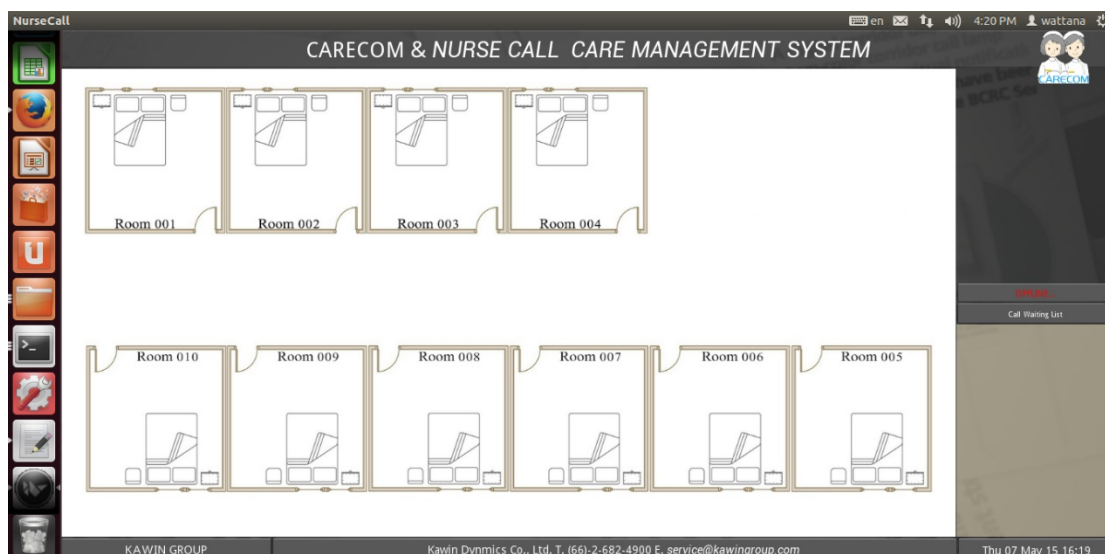 NurseCall
en
4:20 PM
wattana
CARECOM & NURSE CALL CARE MANAGEMENT SYSTEM
CARECOM
Room 001
Room 002
Room 003
Room 004
OFFLINE...
Call Waiting List
Room 010
Room 009
Room 008
Room 007
Room 006
Room 005
KAWIN GROUP
Kawin Dynmics Co., Ltd. T. (66)-2-682-4900 E. service@kawingroup.com
Thu 07 May 15 16:19